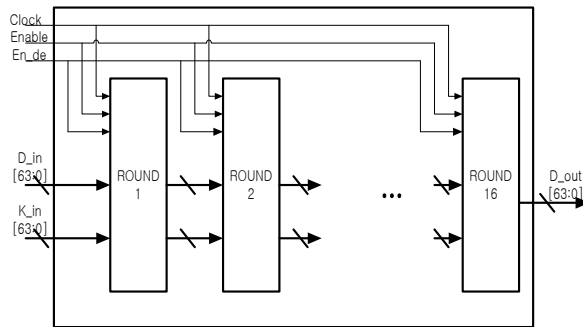 Clock
Enable
En_de
D_in
[63:0]
K_in
[63:0]
ROUND
1
ROUND
2
...
ROUND
16
D_out
[63:0]